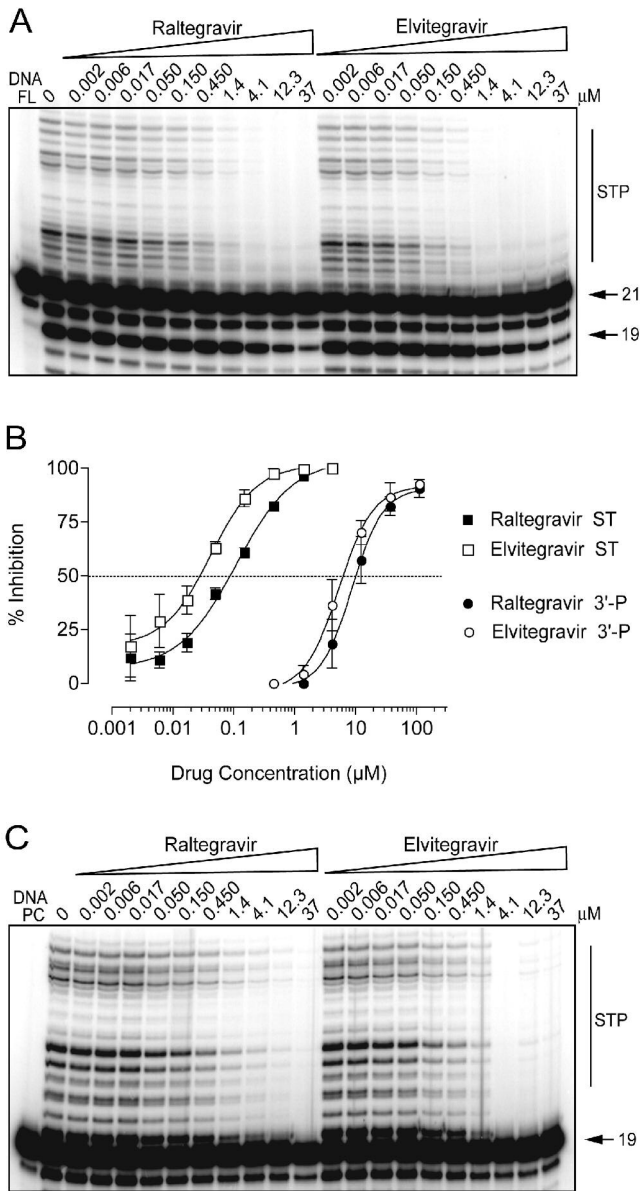 A
Raltegravir
Elvitegravir
DNA
FL
0
0.002
0.006
0.017
0.050
0.150
0.450
1.4
4.1
12.3
37
0.002
0.006
0.017
0.050
0.150
0.450
1.4
4.1
12.3
37
μM
STP
21
19
B
% Inhibition
100
75
50
25
0
0.001
0.01
0.1
1
10
100
Drug Concentration (μM)
Raltegravir ST
Elvitegravir ST
Raltegravir 3'-P
Elvitegravir 3'-P
C
Raltegravir
Elvitegravir
DNA
PC
0
0.002
0.006
0.017
0.050
0.150
0.450
1.4
4.1
12.3
37
0.002
0.006
0.017
0.050
0.150
0.450
1.4
4.1
12.3
37
μM
STP
19